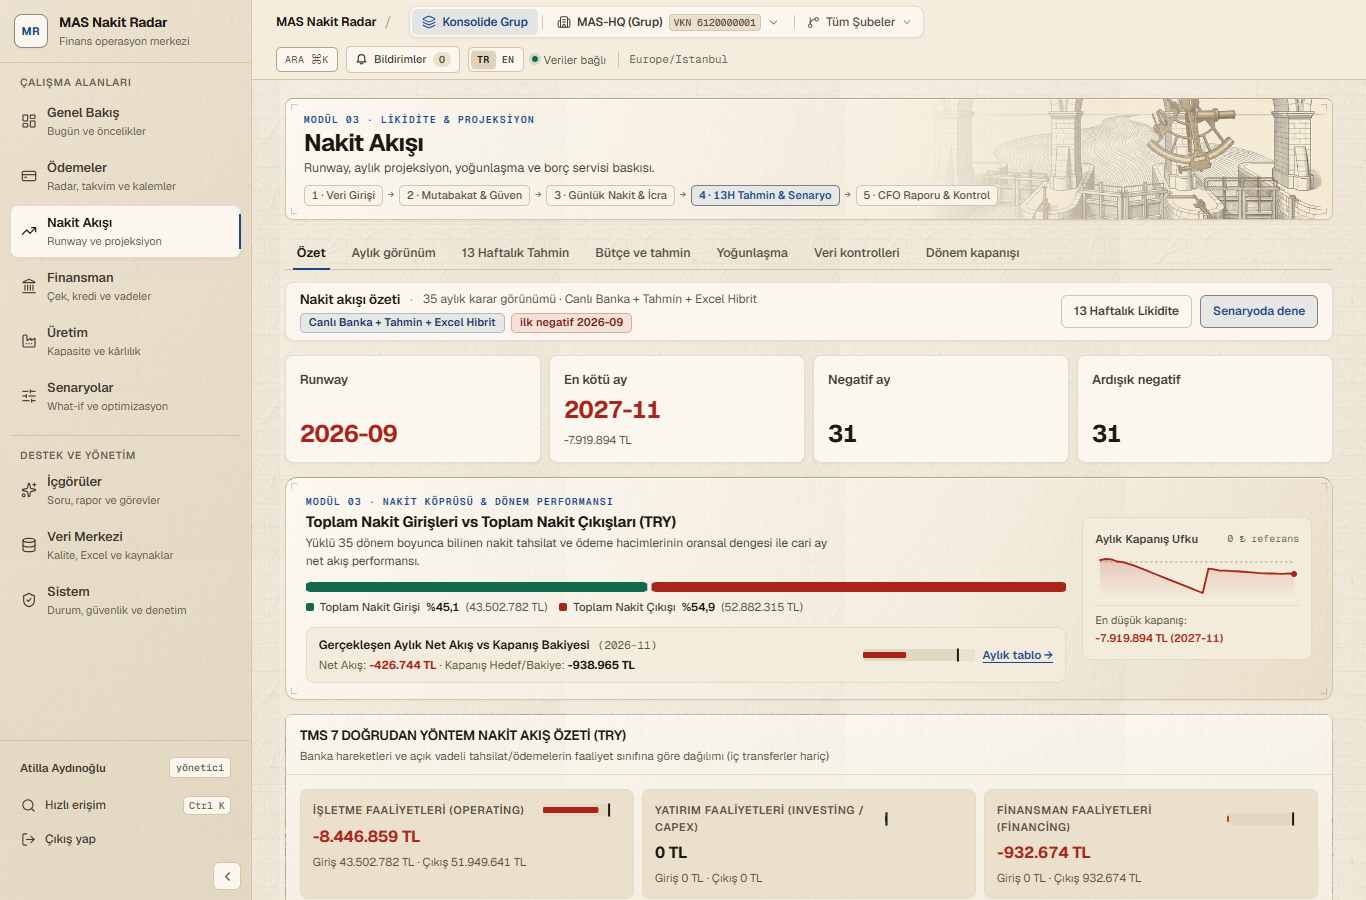 MR
MAS Nakit Radar
Finans operasyon merkezi
ÇALIŞMA ALANLARI
Genel Bakış
Bugün ve öncelikler
Ödemeler
Radar, takvim ve kalemler
Nakit Akışı
Runway ve projeksiyon
Finansman
Çek, kredi ve vadeler
Üretim
Kapasite ve kârlılık
Senaryolar
What-if ve optimizasyon
DESTEK VE YÖNETİM
İçgörüler
Soru, rapor ve görevler
Veri Merkezi
Kalite, Excel ve kaynaklar
Sistem
Durum, güvenlik ve denetim
Atilla Aydınoğlu
yönetici
Hızlı erişim
Ctrl K
Çıkış yap
MAS Nakit Radar /
Konsolide Grup
MAS-HQ (Grup) VKN 6120000001
Tüm Şubeler
ARA ⌘K
Bildirimler 0
TR EN
Veriler bağlı
Europe/Istanbul
MODÜL 03 · LİKİDİTE & PROJEKSİYON
Nakit Akışı
Runway, aylık projeksiyon, yoğunlaşma ve borç servisi baskısı.
1 · Veri Girişi → 2 · Mutabakat & Güven → 3 · Günlük Nakit & İcra → 4 · 13H Tahmin & Senaryo → 5 · CFO Raporu & Kontrol
Özet Aylık görünüm 13 Haftalık Tahmin Bütçe ve tahmin Yoğunlaşma Veri kontrolleri Dönem kapanışı
Nakit akışı özeti · 35 aylık karar görünümü · Canlı Banka + Tahmin + Excel Hibrit
Canlı Banka + Tahmin + Excel Hibrit
ilk negatif 2026-09
13 Haftalık Likidite
Senaryoda dene
Runway
2026-09
En kötü ay
2027-11
-7.919.894 TL
Negatif ay
31
Ardışık negatif
31
MODÜL 03 · NAKİT KÖPRÜSÜ & DÖNEM PERFORMANSI
Toplam Nakit Girişleri vs Toplam Nakit Çıkışları (TRY)
Yüklü 35 dönem boyunca bilinen nakit tahsilat ve ödeme hacimlerinin oransal dengesi ile cari ay
net akış performansı.
Toplam Nakit Girişi %45,1 (43.502.782 TL)
Toplam Nakit Çıkışı %54,9 (52.882.315 TL)
Gerçekleşen Aylık Net Akış vs Kapanış Bakiyesi (2026-11)
Net Akış: -426.744 TL · Kapanış Hedef/Bakiye: -938.965 TL
Aylık tablo →
Aylık Kapanış Ufku
0 ₺ referans
En düşük kapanış:
-7.919.894 TL (2027-11)
TMS 7 DOĞRUDAN YÖNTEM NAKİT AKIŞ ÖZETİ (TRY)
Banka hareketleri ve açık vadeli tahsilat/ödemelerin faaliyet sınıfına göre dağılımı (iç transferler hariç)
İŞLETME FAALİYETLERİ (OPERATİNG)
-8.446.859 TL
Giriş 43.502.782 TL · Çıkış 51.949.641 TL
YATIRIM FAALİYETLERİ (INVESTİNG /
CAPEX)
0 TL
Giriş 0 TL · Çıkış 0 TL
FİNANSMAN FAALİYETLERİ
(FİNANCİNG)
-932.674 TL
Giriş 0 TL · Çıkış 932.674 TL